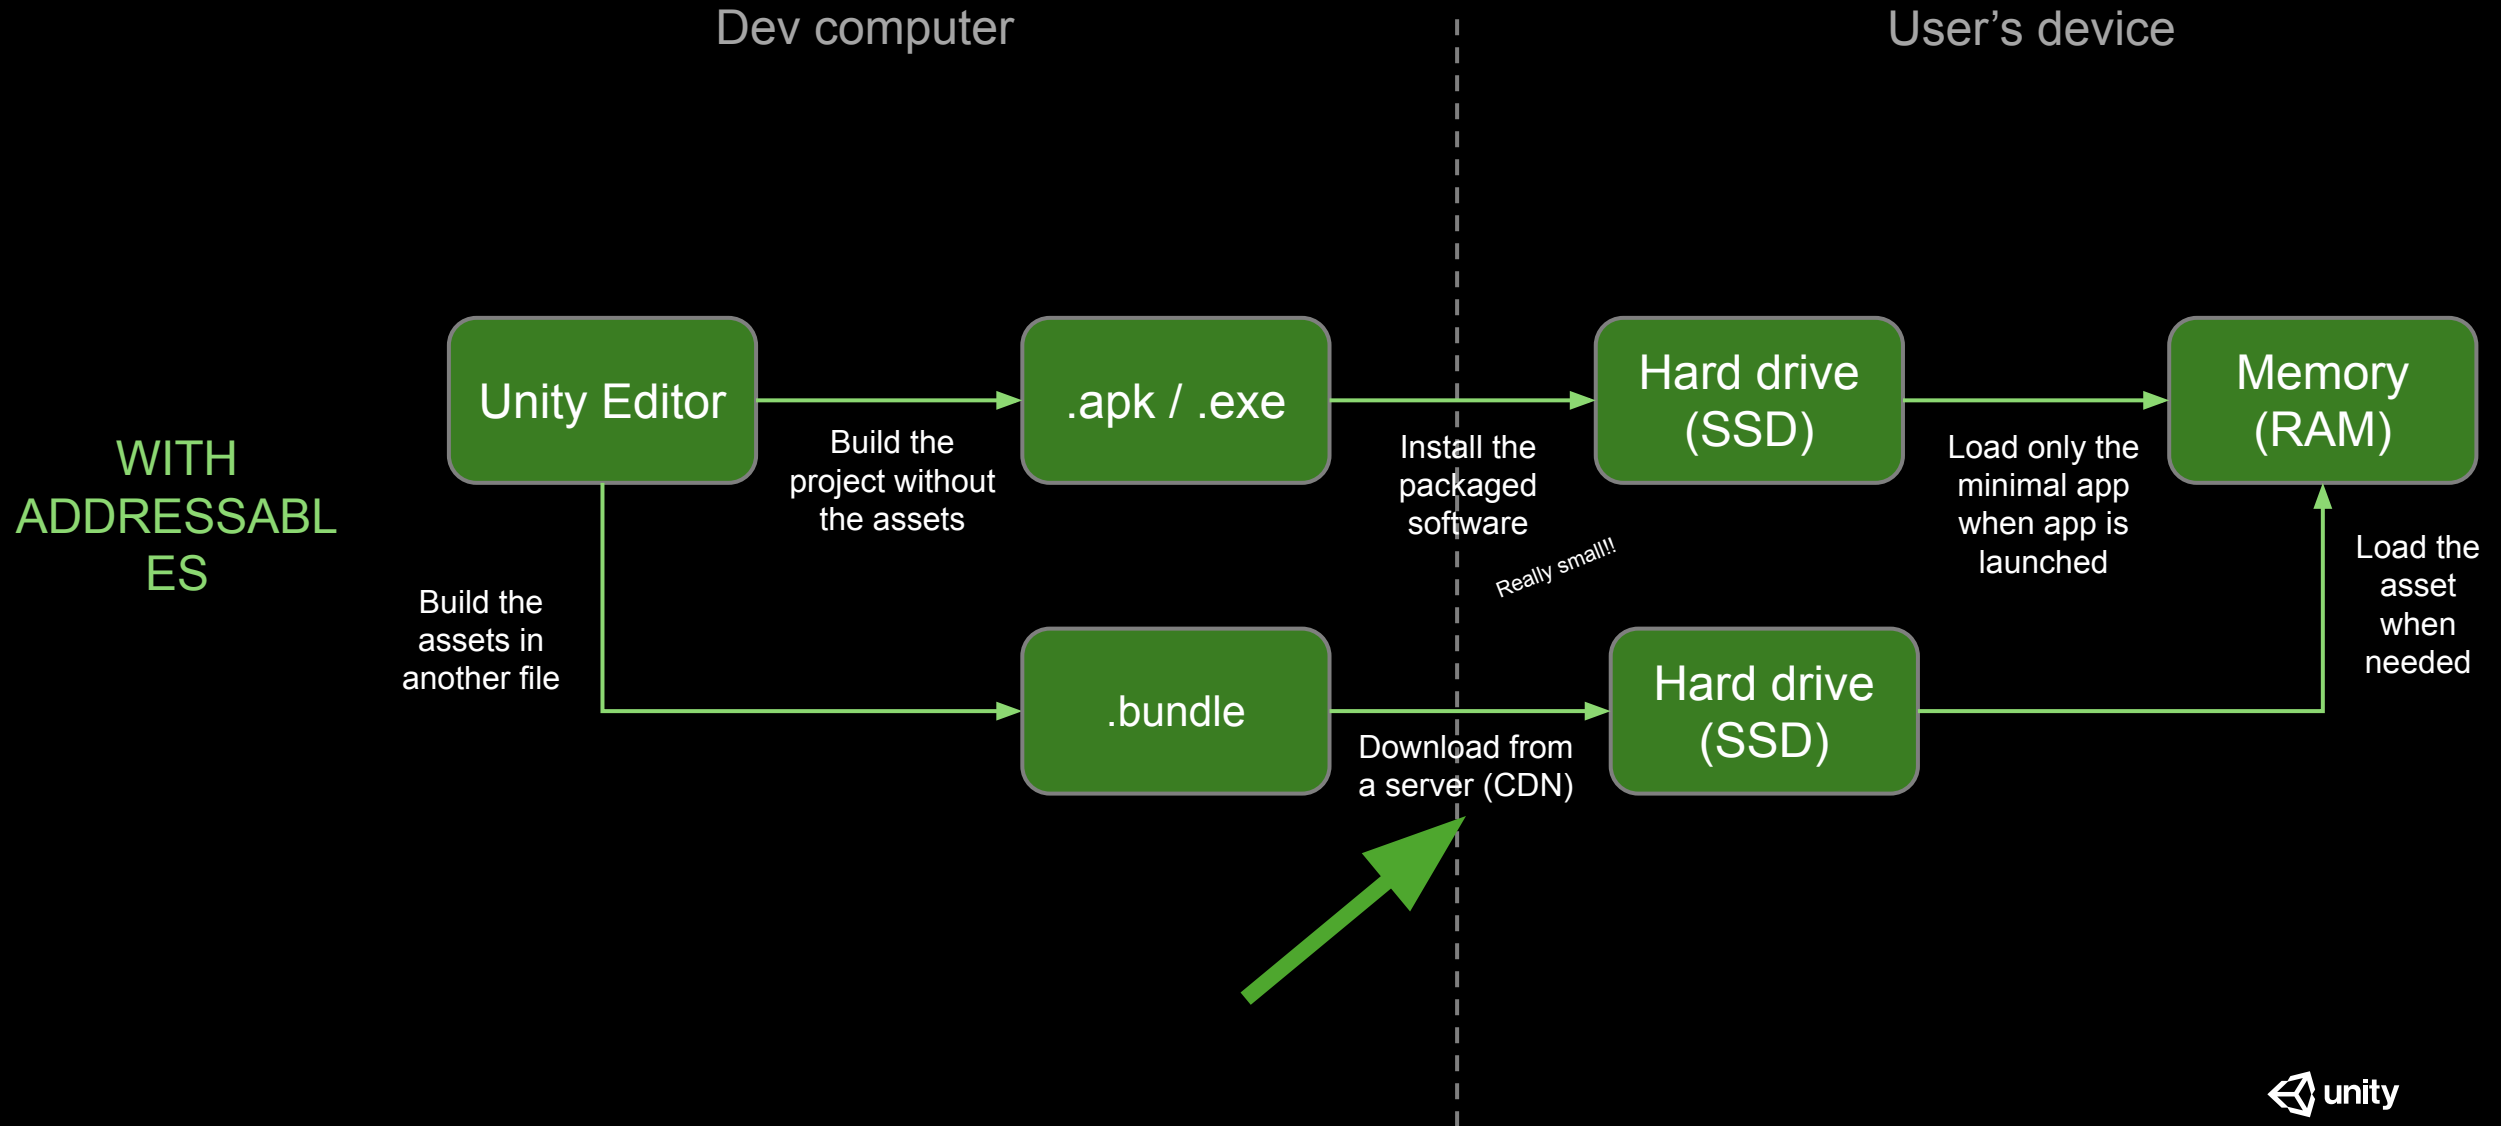 Dev computer
User’s device
WITH
ADDRESSABL
ES
Unity Editor
Build the
project without
the assets
.apk / .exe
Install the
packaged
software
Really small!!
Hard drive
(SSD)
Load only the
minimal app
when app is
launched
Memory
(RAM)
Build the
assets in
another file
.bundle
Download from
a server (CDN)
Hard drive
(SSD)
Load the
asset
when
needed
unity